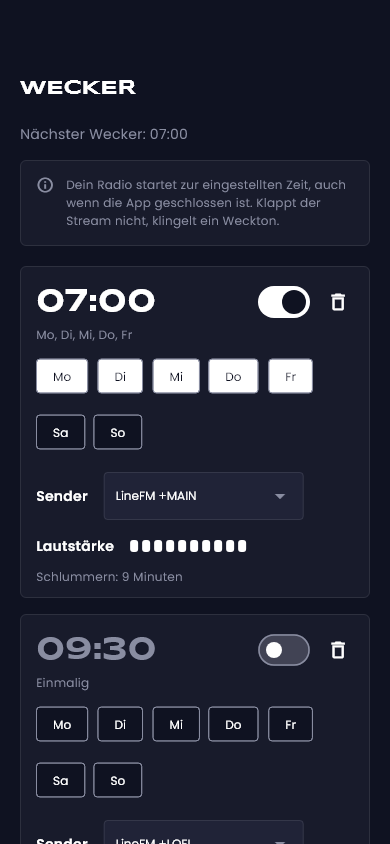 WECKER
Nächster Wecker: 07:00
Dein Radio startet zur eingestellten Zeit, auch
wenn die App geschlossen ist. Klappt der
Stream nicht, klingelt ein Weckton.
07:00
Mo, Di, Mi, Do, Fr
Mo Di Mi Do Fr
Sa So
Sender LineFM +MAIN
Lautstärke
Schlummern: 9 Minuten
09:30
Einmalig
Mo Di Mi Do Fr
Sa So
Sender LineFM +LOFI